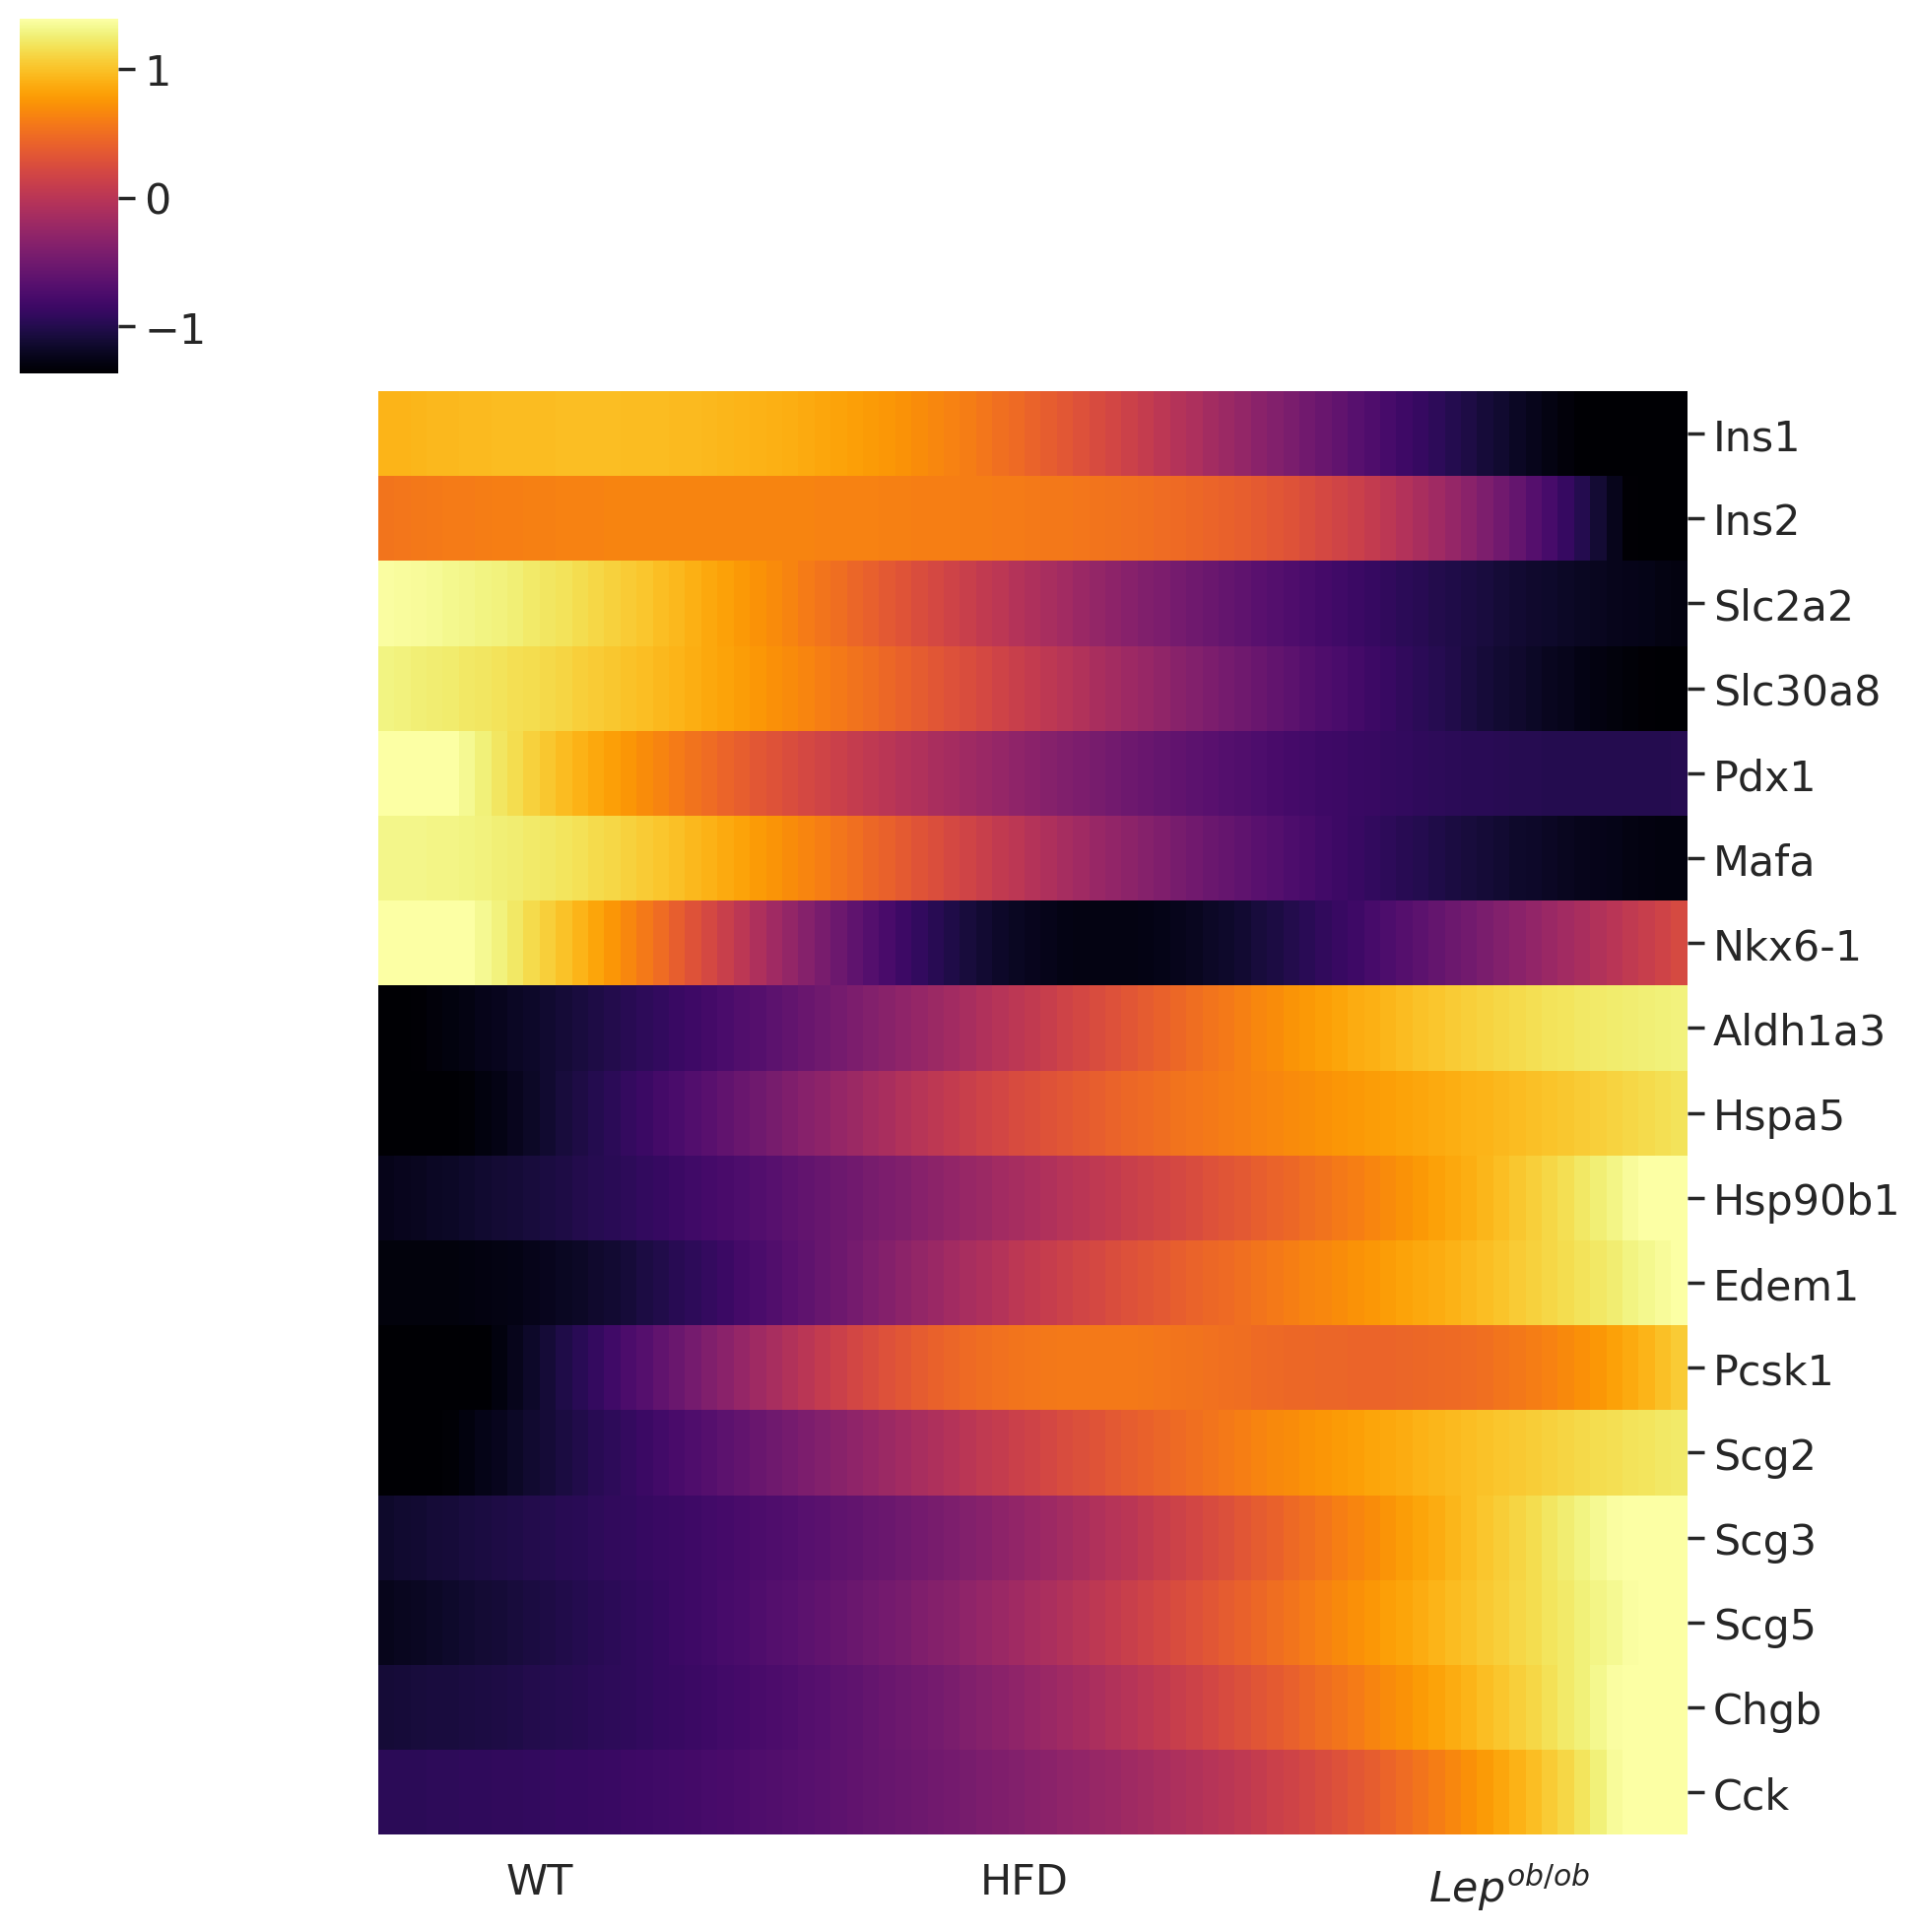 1
0
−1
Ins1
Ins2
Slc2a2
Slc30a8
Pdx1
Mafa
Nkx6-1
Aldh1a3
Hspa5
Hsp90b1
Edem1
Pcsk1
Scg2
Scg3
Scg5
Chgb
Cck
WT HFD Lep^ob/ob